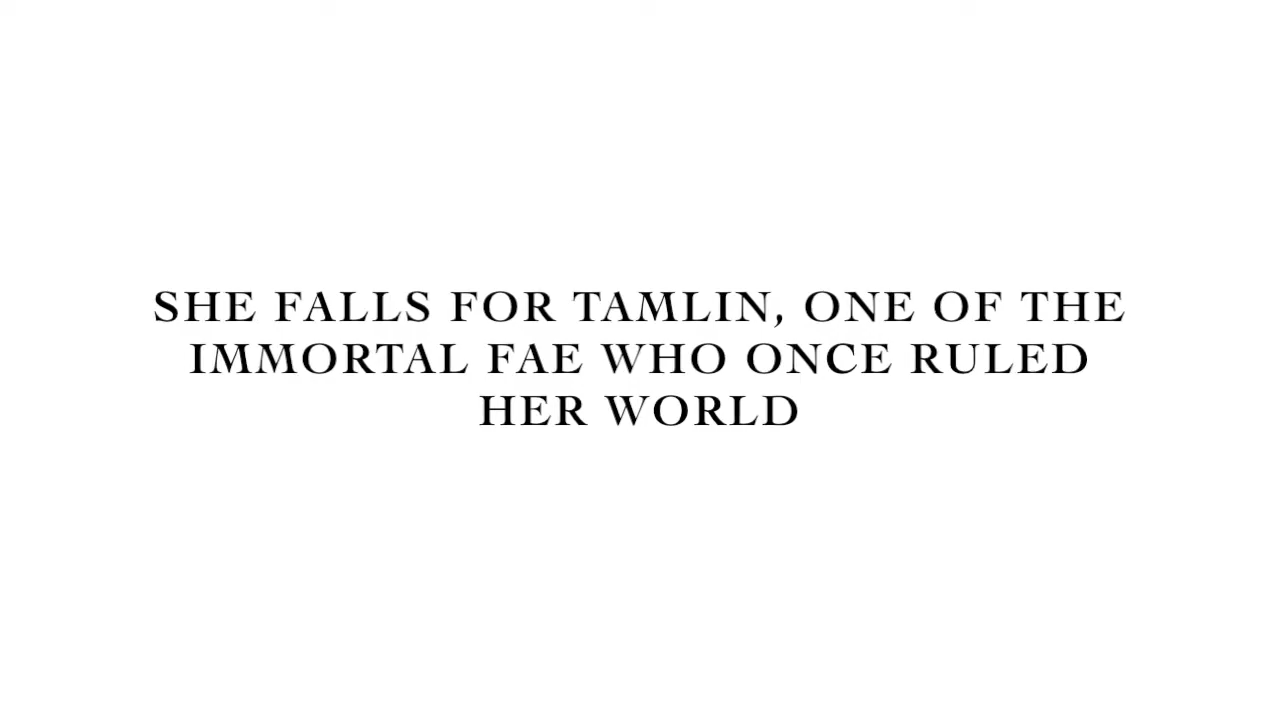 SHE FALLS FOR TAMLIN, ONE OF THE
IMMORTAL FAE WHO ONCE RULED
HER WORLD